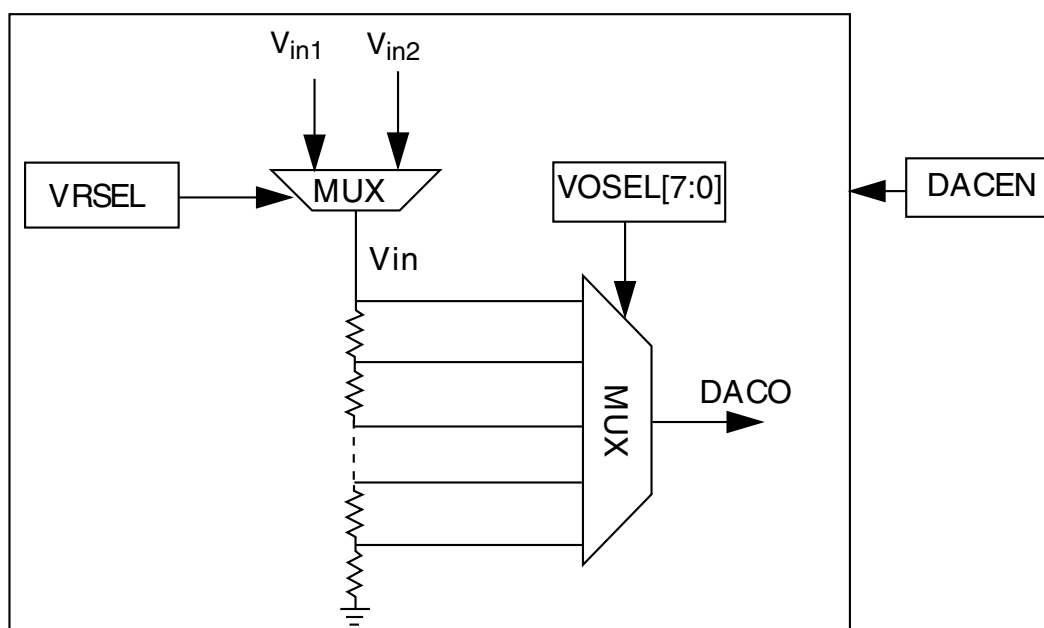 Vin1
Vin2
VRSEL
MUX
VOSEL[7:0]
DACEN
Vin
MUX
DACO